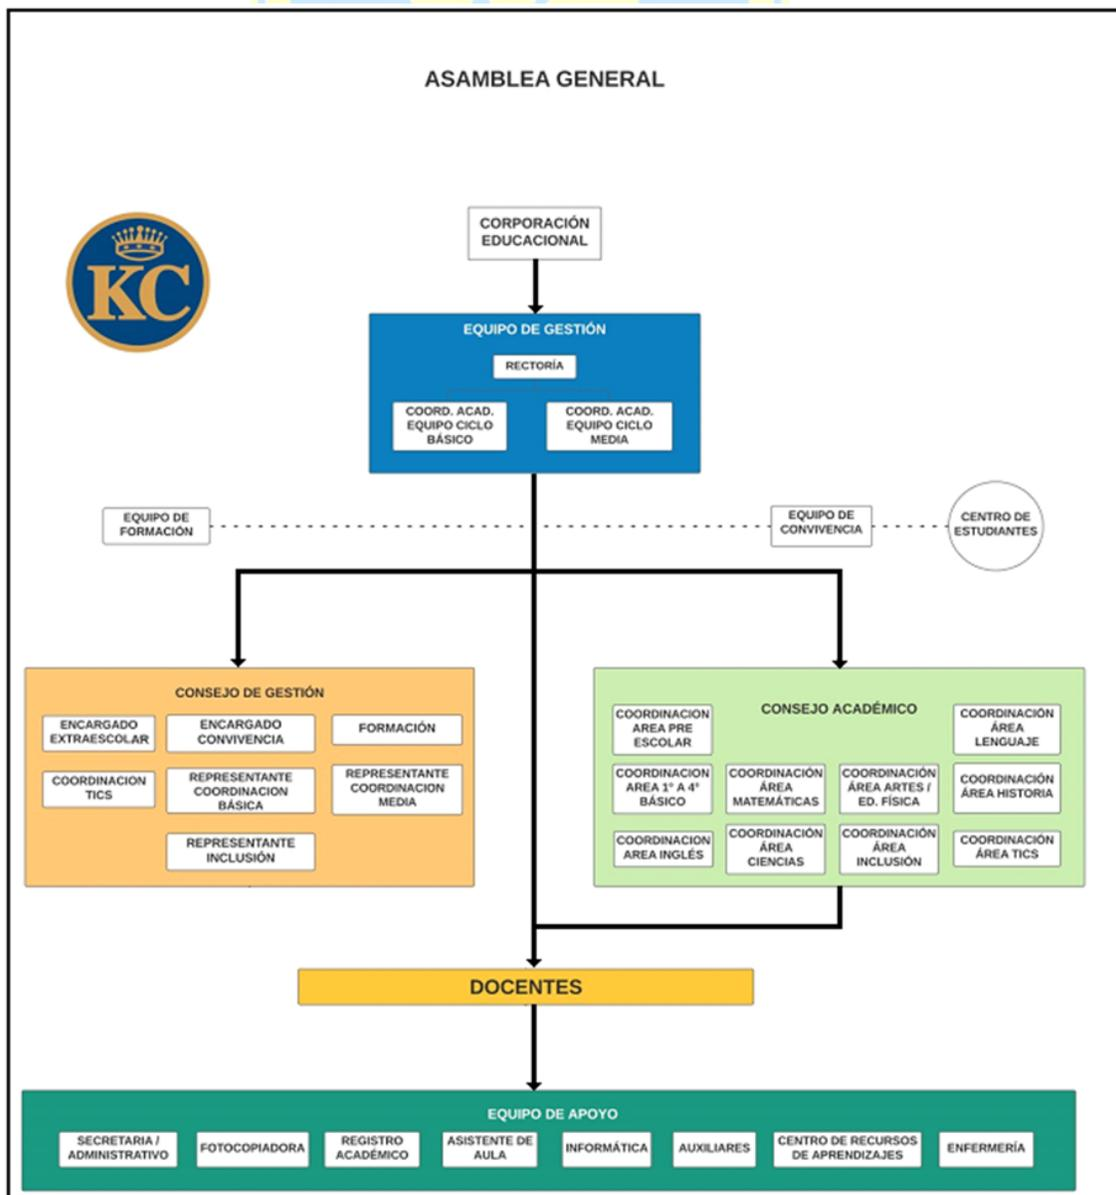 ASAMBLEA GENERAL
KC
CORPORACIÓN
EDUCACIONAL
EQUIPO DE GESTIÓN
RECTORÍA
COORD. ACAD.
EQUIPO CICLO
BÁSICO
COORD. ACAD.
EQUIPO CICLO
MEDIA
EQUIPO DE
FORMACIÓN
EQUIPO DE
CONVIVENCIA
CENTRO DE
ESTUDIANTES
CONSEJO DE GESTIÓN
ENCARGADO
EXTRAESCOLAR
ENCARGADO
CONVIVENCIA
FORMACIÓN
COORDINACION
TICS
REPRESENTANTE
COORDINACION
BÁSICA
REPRESENTANTE
COORDINACION
MEDIA
REPRESENTANTE
INCLUSIÓN
CONSEJO ACADÉMICO
COORDINACION
AREA PRE
ESCOLAR
COORDINACIÓN
ÁREA
LENGUAJE
COORDINACION
AREA 1° A 4°
BÁSICO
COORDINACIÓN
ÁREA
MATEMÁTICAS
COORDINACIÓN
ÁREA ARTES /
ED. FÍSICA
COORDINACIÓN
ÁREA HISTORIA
COORDINACION
AREA INGLÉS
COORDINACIÓN
ÁREA
CIENCIAS
COORDINACIÓN
ÁREA
INCLUSIÓN
COORDINACIÓN
ÁREA TICS
DOCENTES
EQUIPO DE APOYO
SECRETARIA /
ADMINISTRATIVO
FOTOCOPIADORA
REGISTRO
ACADÉMICO
ASISTENTE DE
AULA
INFORMÁTICA
AUXILIARES
CENTRO DE RECURSOS
DE APRENDIZAJES
ENFERMERÍA